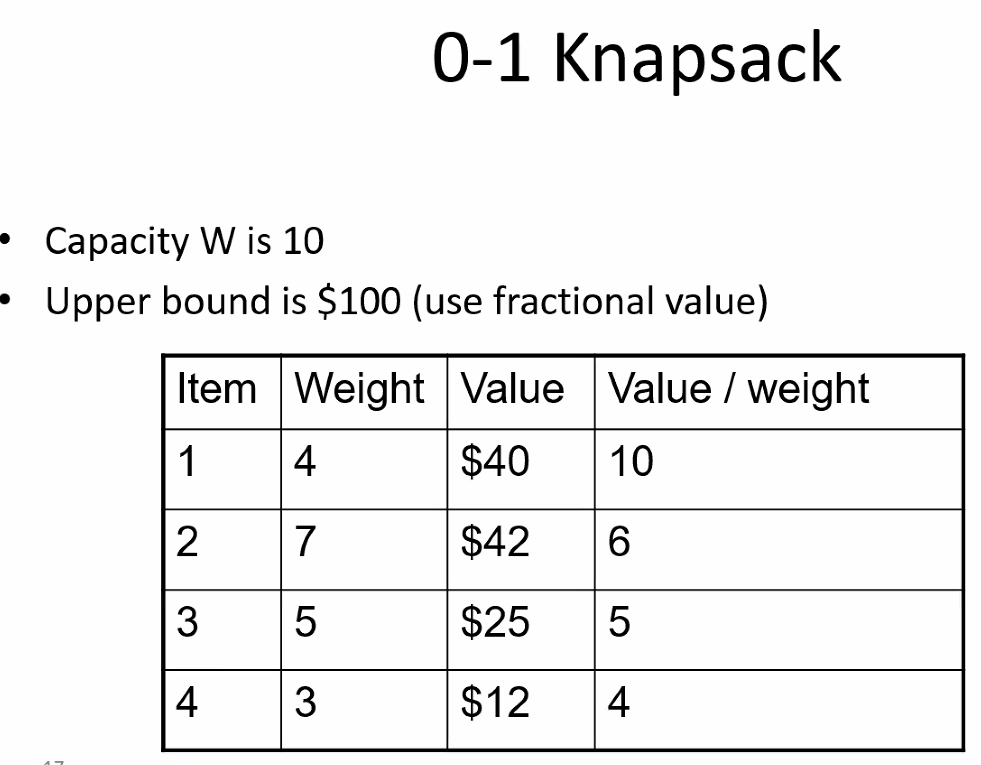 0-1 Knapsack
• Capacity W is 10
• Upper bound is $100 (use fractional value)
Item Weight Value Value / weight
1 4 $40 10
2 7 $42 6
3 5 $25 5
4 3 $12 4
17